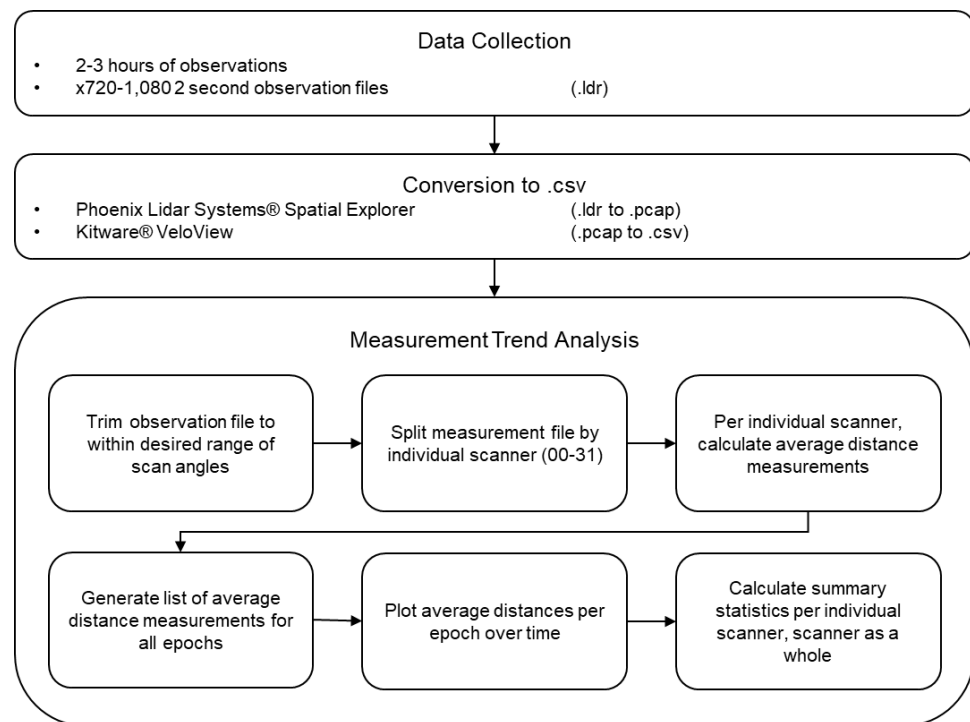 Data Collection
• 2-3 hours of observations
• x720-1,080 2 second observation files (.ldr)
Conversion to .csv
• Phoenix Lidar Systems® Spatial Explorer (.ldr to .pcap)
• Kitware® VeloView (.pcap to .csv)
Measurement Trend Analysis
Trim observation file to
within desired range of
scan angles
Split measurement file by
individual scanner (00-31)
Per individual scanner,
calculate average distance
measurements
Generate list of average
distance measurements for
all epochs
Plot average distances per
epoch over time
Calculate summary
statistics per individual
scanner, scanner as a
whole